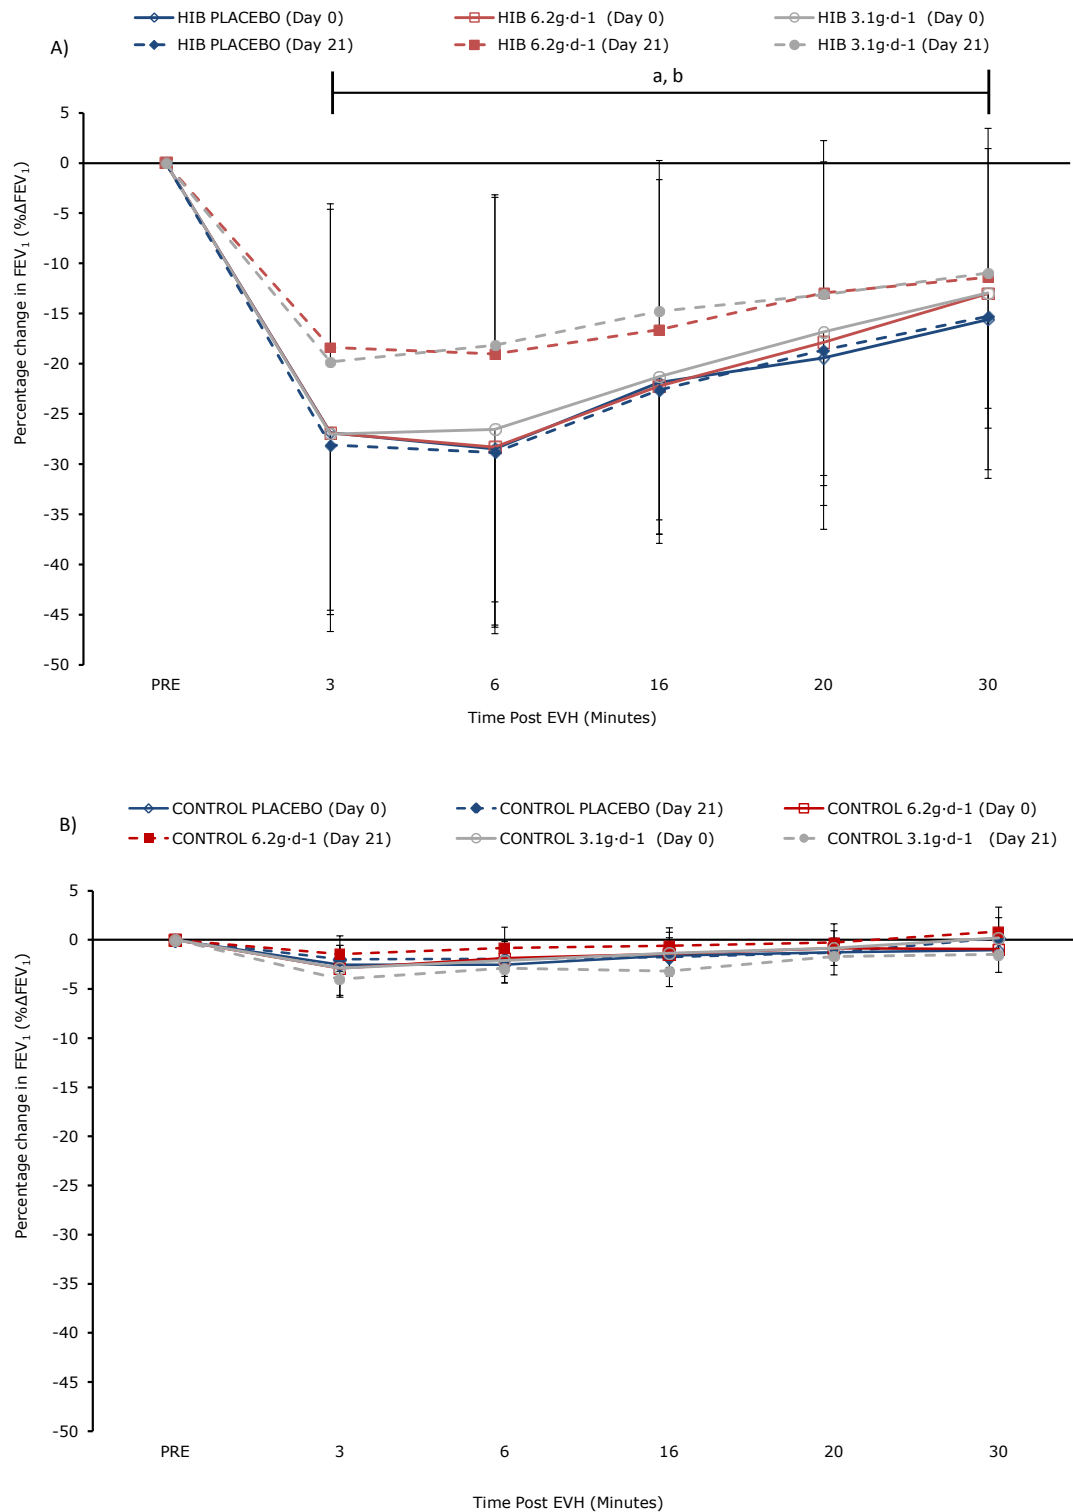 HIB PLACEBO (Day 0) HIB 6.2g·d-1 (Day 0) HIB 3.1g·d-1 (Day 0)
HIB PLACEBO (Day 21) HIB 6.2g·d-1 (Day 21) HIB 3.1g·d-1 (Day 21)
A)
a, b
Percentage change in FEV₁ (%ΔFEV₁)
5
0
-5
-10
-15
-20
-25
-30
-35
-40
-45
-50
PRE 3 6 16 20 30
Time Post EVH (Minutes)
CONTROL PLACEBO (Day 0) CONTROL PLACEBO (Day 21) CONTROL 6.2g·d-1 (Day 0)
B)
CONTROL 6.2g·d-1 (Day 21) CONTROL 3.1g·d-1 (Day 0) CONTROL 3.1g·d-1 (Day 21)
Percentage change in FEV₁ (%ΔFEV₁)
5
0
-5
-10
-15
-20
-25
-30
-35
-40
-45
-50
PRE 3 6 16 20 30
Time Post EVH (Minutes)